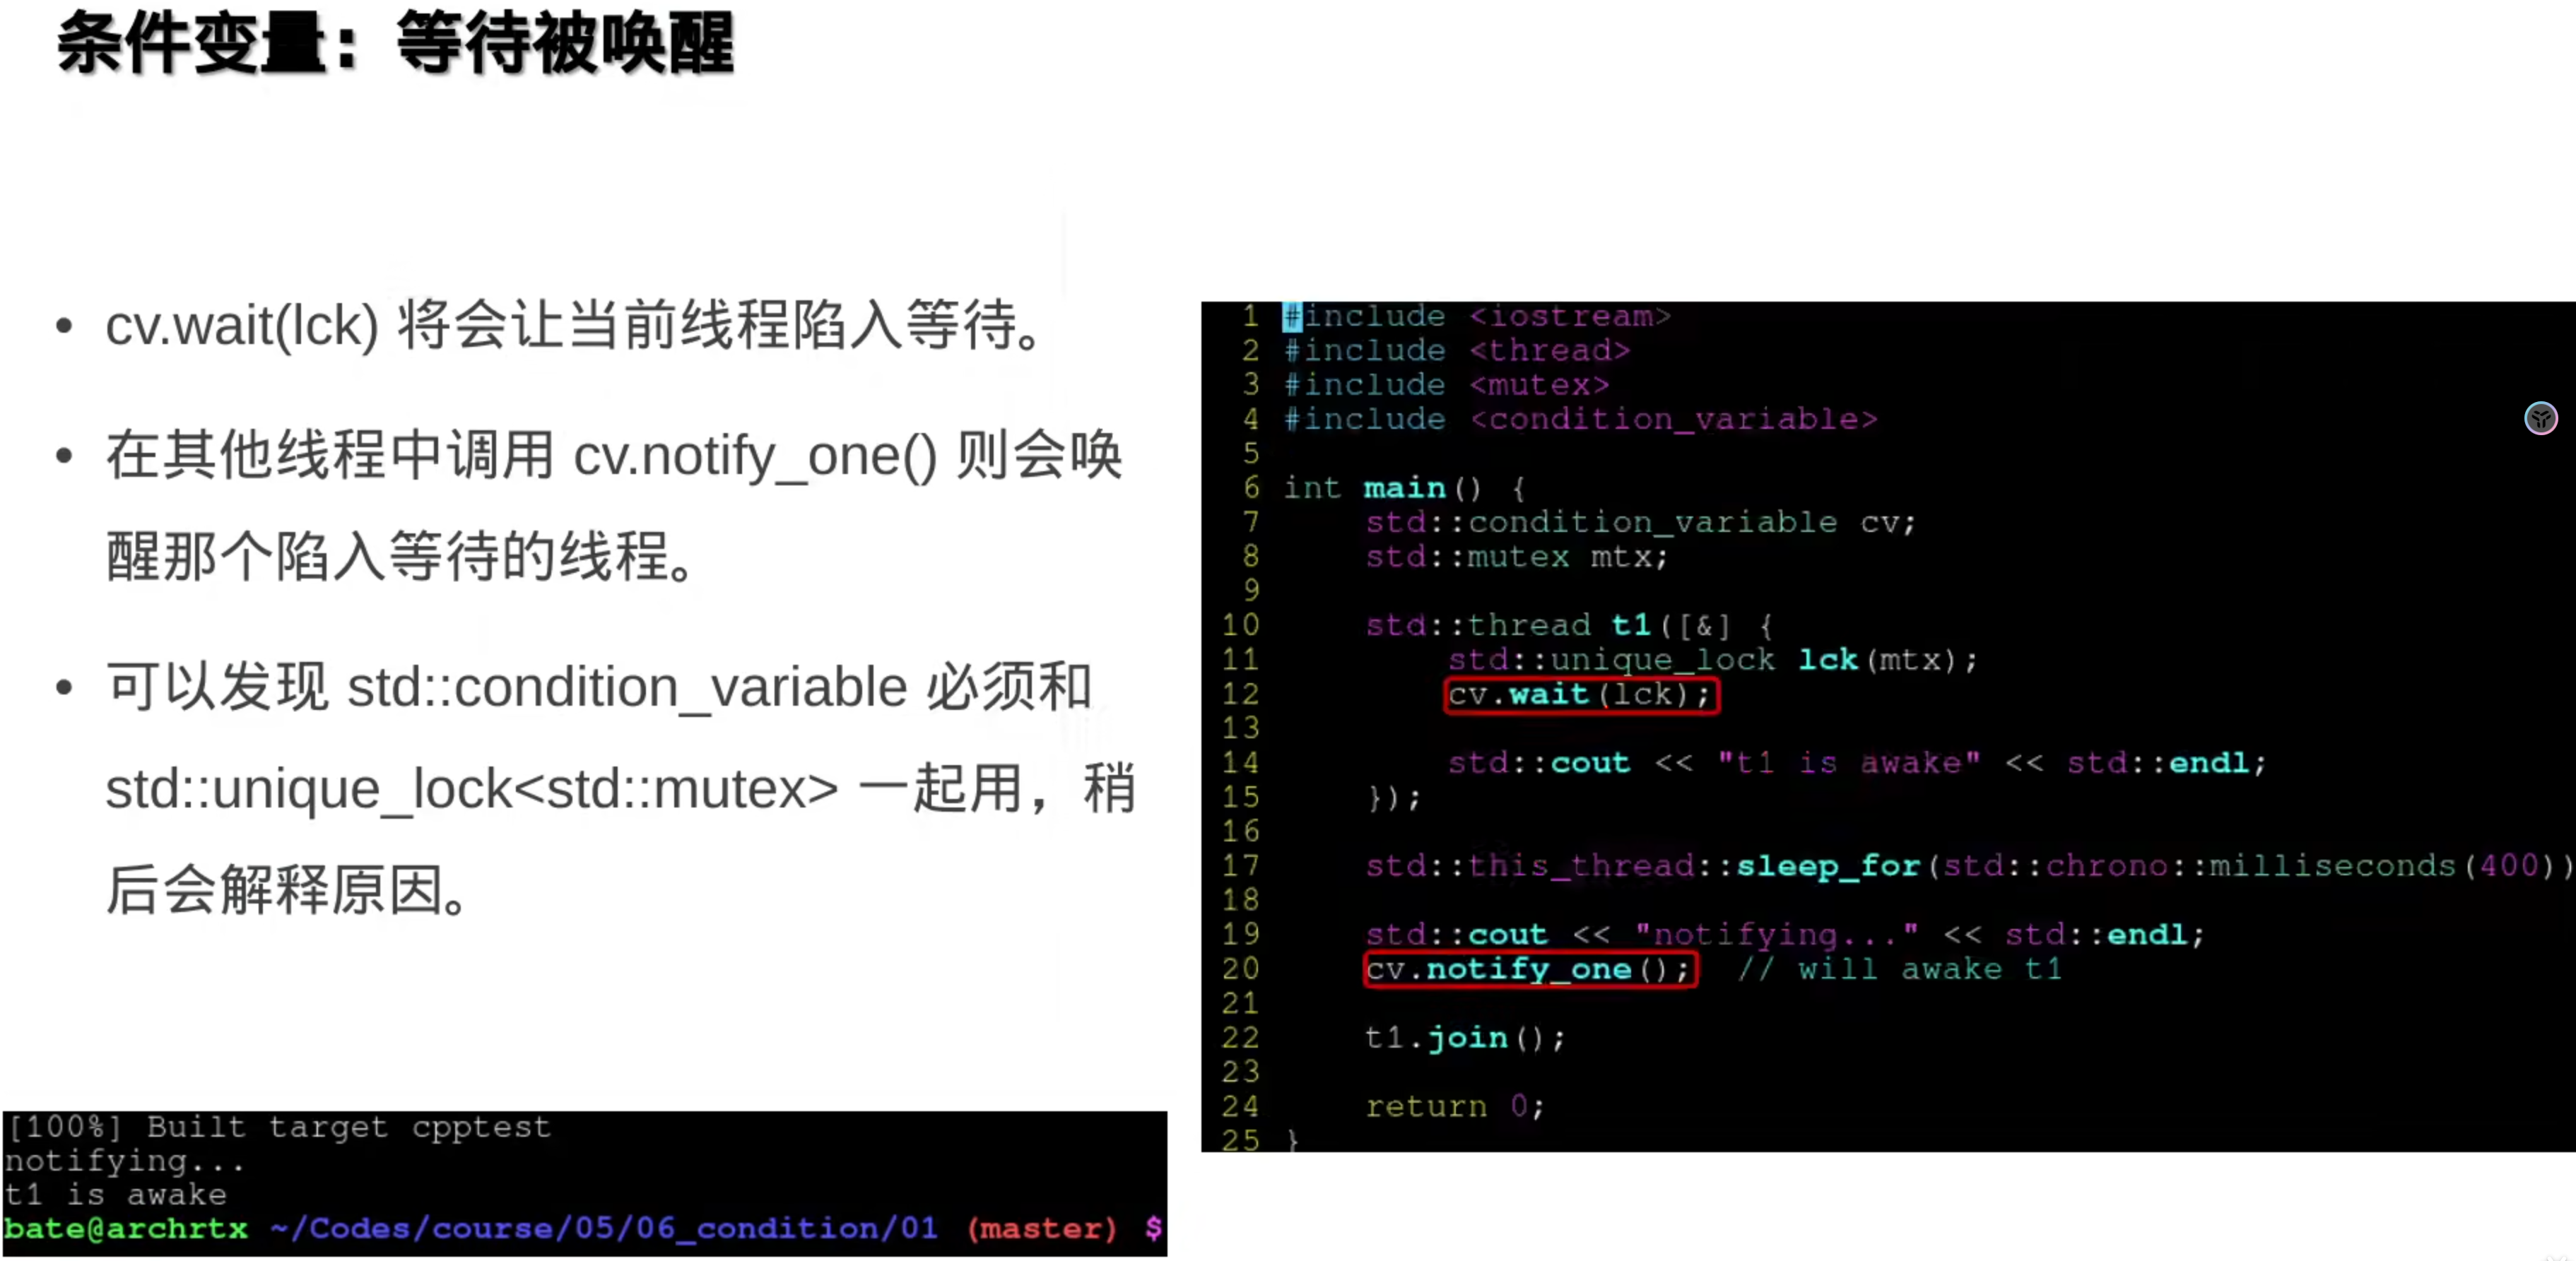 条件变量：等待被唤醒
• cv.wait(lck) 将会让当前线程陷入等待。
• 在其他线程中调用 cv.notify_one() 则会唤
醒那个陷入等待的线程。
• 可以发现 std::condition_variable 必须和
std::unique_lock<std::mutex> 一起用，稍
后会解释原因。
1 #include <iostream>
2 #include <thread>
3 #include <mutex>
4 #include <condition_variable>
5
6 int main() {
7     std::condition_variable cv;
8     std::mutex mtx;
9
10     std::thread t1([&] {
11         std::unique_lock lck(mtx);
12         cv.wait(lck);
13
14         std::cout << "t1 is awake" << std::endl;
15     });
16
17     std::this_thread::sleep_for(std::chrono::milliseconds(400))
18
19     std::cout << "notifying..." << std::endl;
20     cv.notify_one();  // will awake t1
21
22     t1.join();
23
24     return 0;
25 }
[100%] Built target cpptest
notifying...
t1 is awake
bate@archrtx ~/Codes/course/05/06_condition/01 (master) $